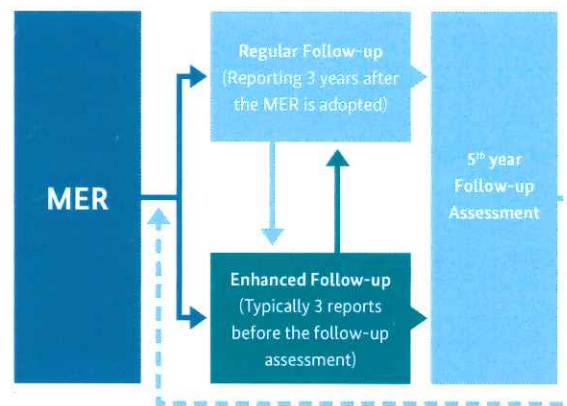 MER
Regular Follow-up
(Reporting 3 years after
the MER is adopted)
Enhanced Follow-up
(Typically 3 reports
before the follow-up
assessment)
5th year
Follow-up
Assessment